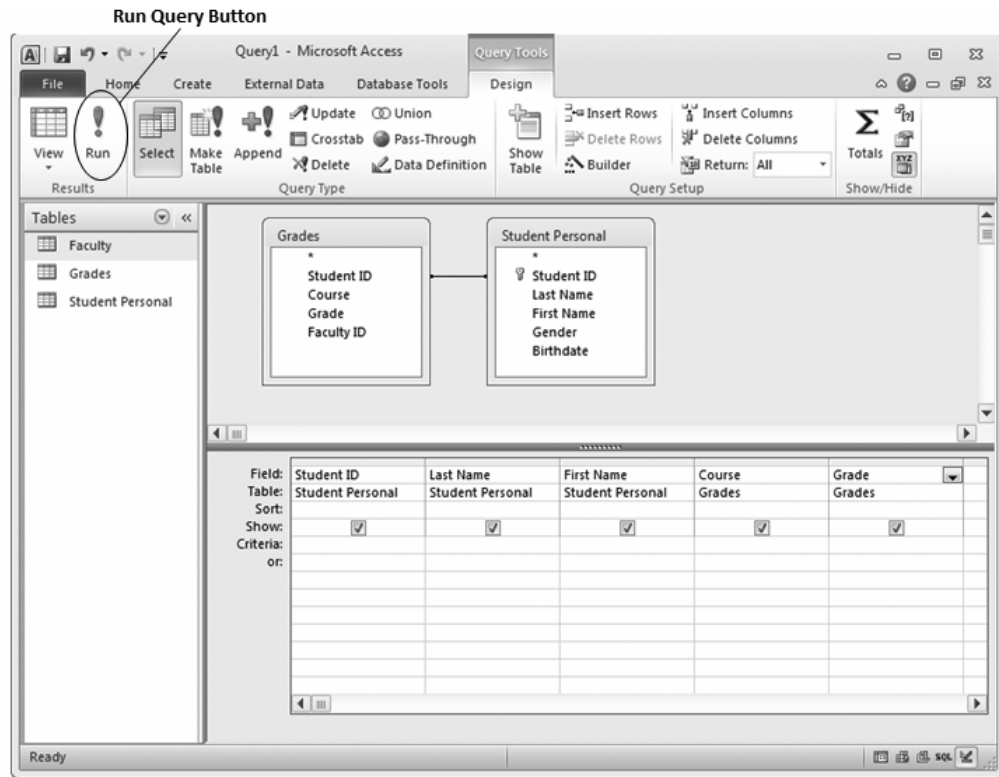 Run Query Button
Query1 - Microsoft Access
Query Tools
File Home Create External Data Database Tools Design
View
Run
Results
Select
Make Table
Append
Update
Crosstab
Delete
Union
Pass-Through
Data Definition
Query Type
Show Table
Insert Rows
Delete Rows
Builder
Insert Columns
Delete Columns
Return: All
Query Setup
Σ
Totals
XYZ
Show/Hide
Tables
Faculty
Grades
Student Personal
Grades
*
Student ID
Course
Grade
Faculty ID
Student Personal
*
Student ID
Last Name
First Name
Gender
Birthdate
Field: Student ID Last Name First Name Course Grade
Table: Student Personal Student Personal Student Personal Grades Grades
Sort:
Show:
Criteria:
or:
Ready
SQL